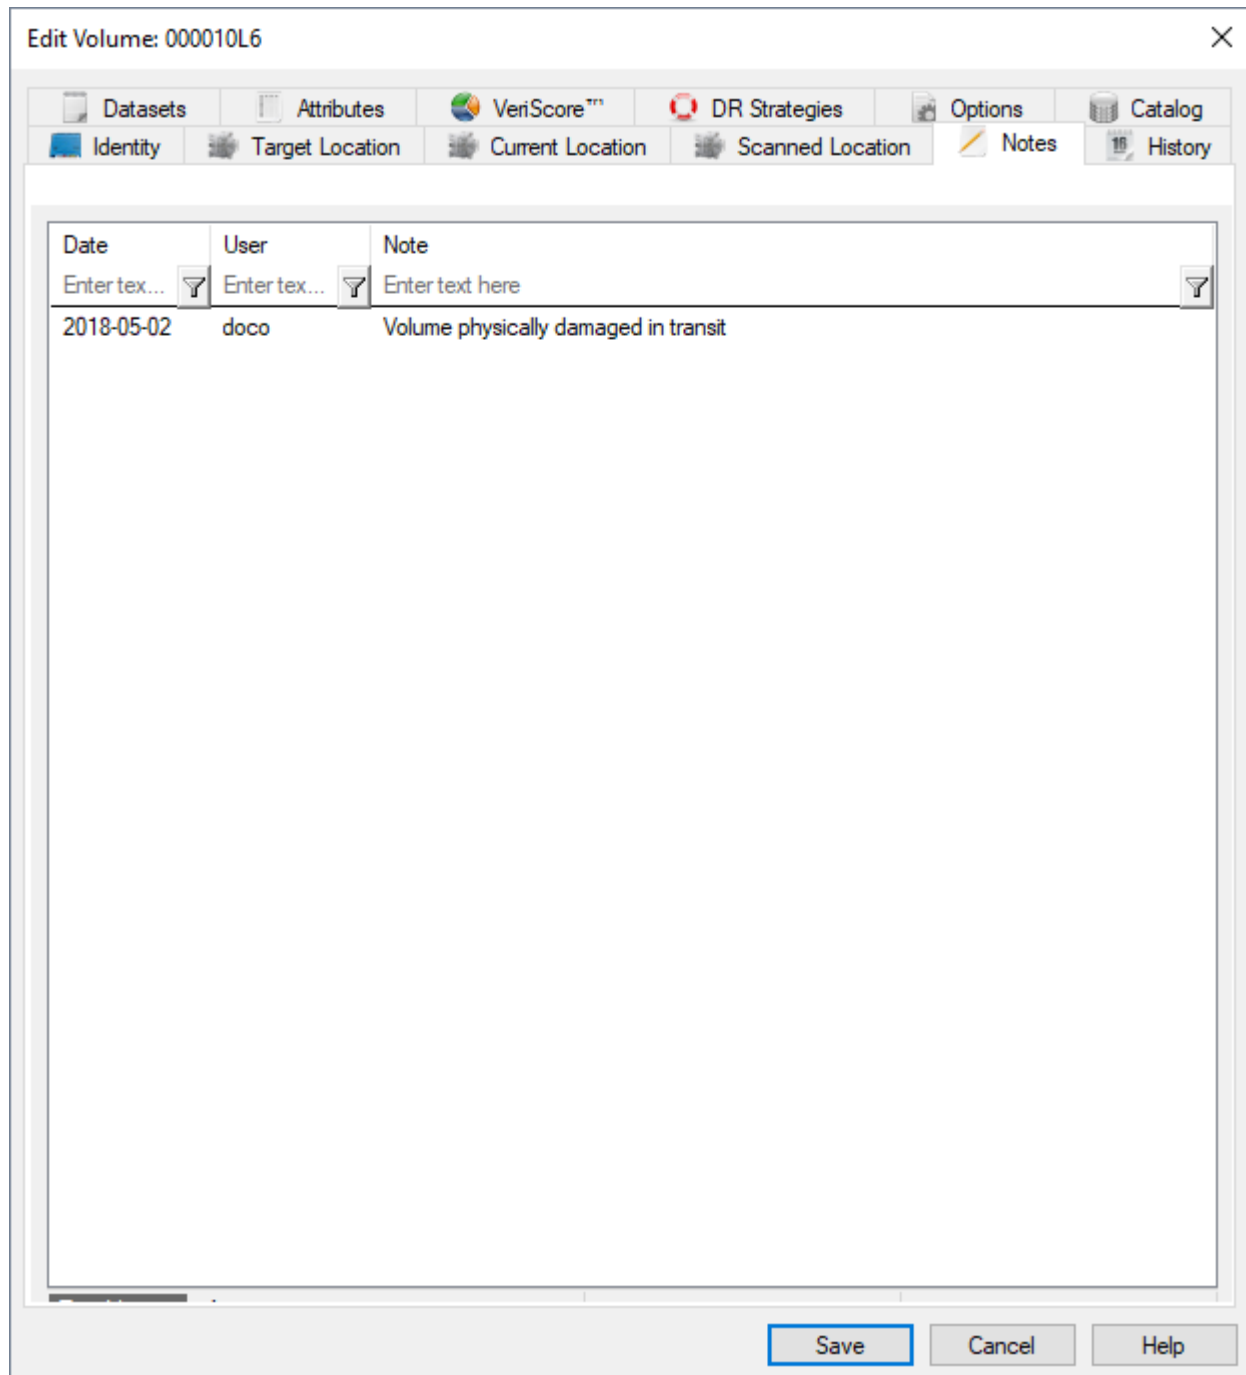 Edit Volume: 000010L6
Datasets Attributes VeriScore™ DR Strategies Options Catalog
Identity Target Location Current Location Scanned Location Notes 16 History
Date User Note
Enter tex... Enter tex... Enter text here
2018-05-02 doco Volume physically damaged in transit
Save Cancel Help